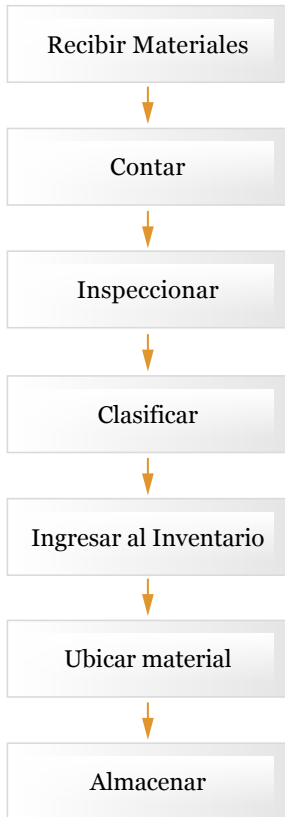 Recibir Materiales
Contar
Inspeccionar
Clasificar
Ingresar al Inventario
Ubicar material
Almacenar